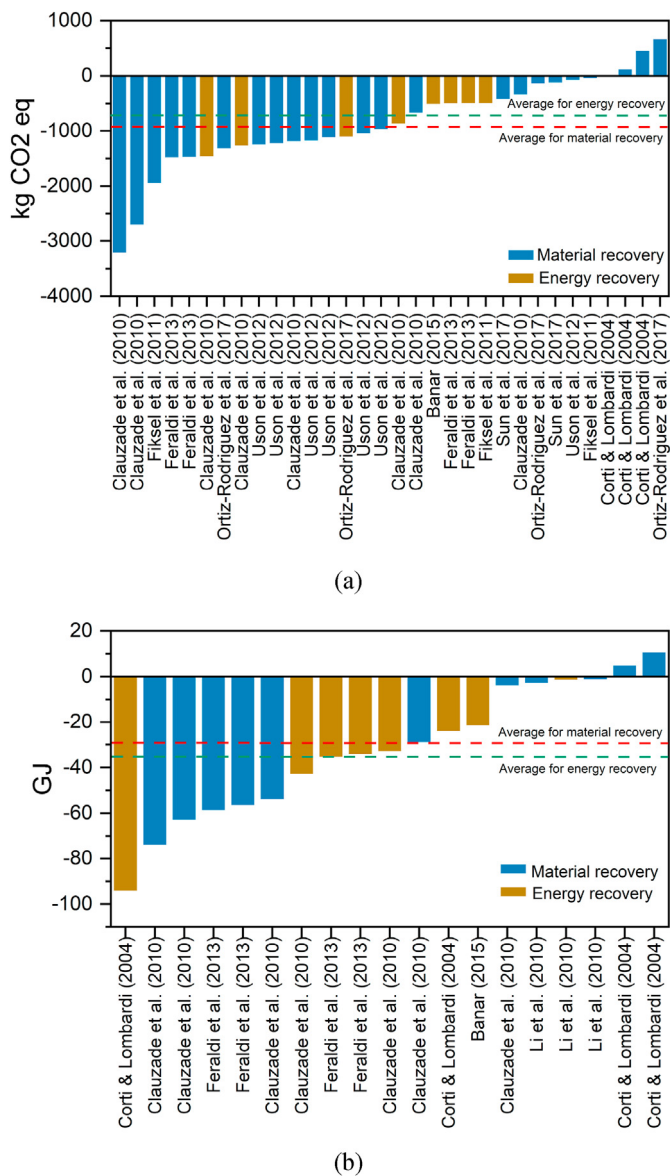 1000
0
-1000
-2000
-3000
-4000
kg CO2 eq
Average for energy recovery
Average for material recovery
Material recovery
Energy recovery
Clauzade et al. (2010)
Clauzade et al. (2010)
Fiksel et al. (2011)
Feraldi et al. (2013)
Feraldi et al. (2013)
Clauzade et al. (2010)
Ortiz-Rodriguez et al. (2017)
Clauzade et al. (2010)
Uson et al. (2012)
Uson et al. (2012)
Clauzade et al. (2010)
Uson et al. (2012)
Uson et al. (2012)
Ortiz-Rodriguez et al. (2017)
Uson et al. (2012)
Uson et al. (2012)
Clauzade et al. (2010)
Clauzade et al. (2010)
Banar (2015)
Feraldi et al. (2013)
Feraldi et al. (2013)
Fiksel et al. (2011)
Sun et al. (2017)
Clauzade et al. (2010)
Ortiz-Rodriguez et al. (2017)
Sun et al. (2017)
Uson et al. (2012)
Fiksel et al. (2011)
Corti & Lombardi (2004)
Corti & Lombardi (2004)
Corti & Lombardi (2004)
Ortiz-Rodriguez et al. (2017)
(a)
20
0
-20
-40
-60
-80
-100
GJ
Average for material recovery
Average for energy recovery
Material recovery
Energy recovery
Corti & Lombardi (2004)
Clauzade et al. (2010)
Clauzade et al. (2010)
Feraldi et al. (2013)
Feraldi et al. (2013)
Clauzade et al. (2010)
Clauzade et al. (2010)
Feraldi et al. (2013)
Feraldi et al. (2013)
Clauzade et al. (2010)
Clauzade et al. (2010)
Corti & Lombardi (2004)
Banar (2015)
Clauzade et al. (2010)
Li et al. (2010)
Li et al. (2010)
Li et al. (2010)
Corti & Lombardi (2004)
Corti & Lombardi (2004)
(b)